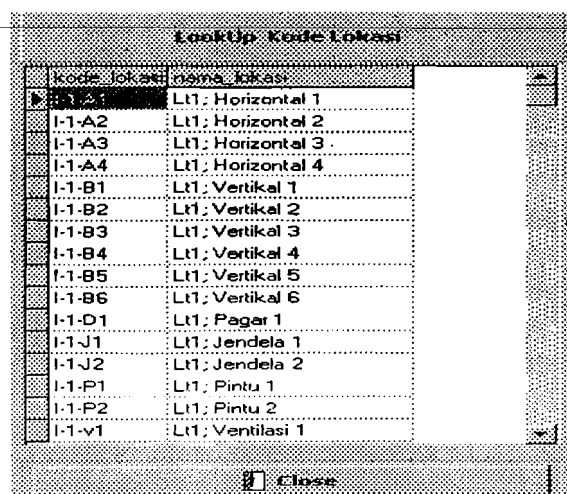 LookUp Kode Lokasi
kode_lokasi nama_lokasi
I-1-A1 Lt1; Horizontal 1
I-1-A2 Lt1; Horizontal 2
I-1-A3 Lt1; Horizontal 3
I-1-A4 Lt1; Horizontal 4
I-1-B1 Lt1; Vertikal 1
I-1-B2 Lt1; Vertikal 2
I-1-B3 Lt1; Vertikal 3
I-1-B4 Lt1; Vertikal 4
I-1-B5 Lt1; Vertikal 5
I-1-B6 Lt1; Vertikal 6
I-1-D1 Lt1; Pagar 1
I-1-J1 Lt1; Jendela 1
I-1-J2 Lt1; Jendela 2
I-1-P1 Lt1; Pintu 1
I-1-P2 Lt1; Pintu 2
I-1-v1 Lt1; Ventilasi 1
Close